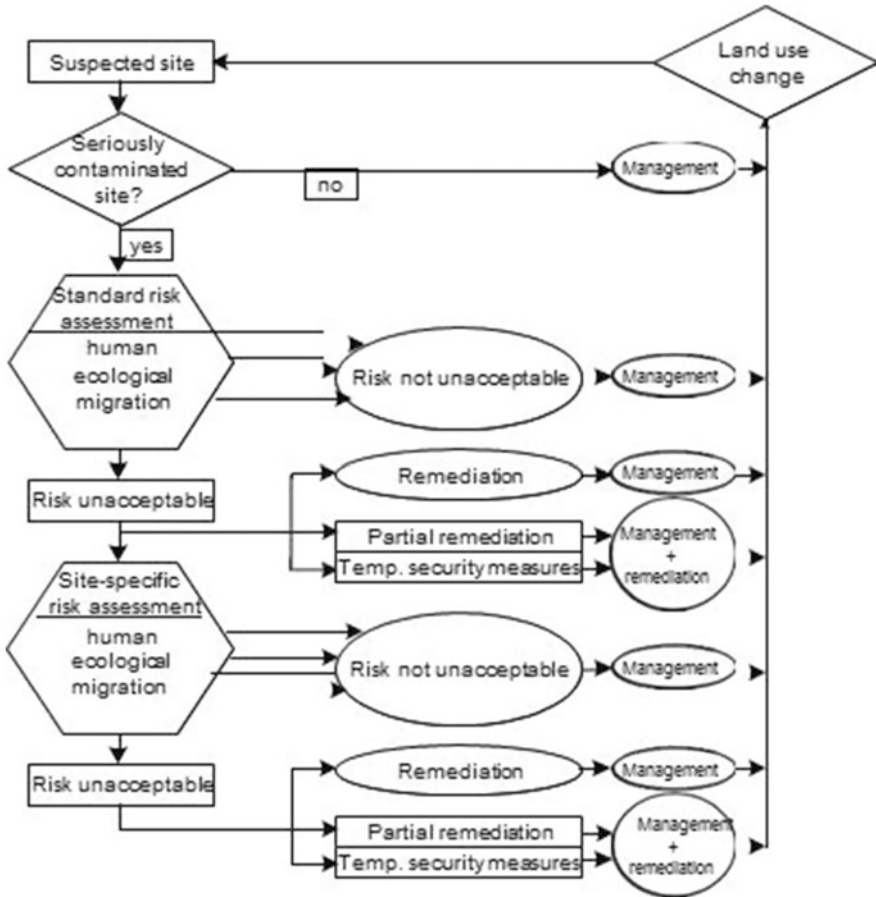 Suspected site
Land use
change
Seriously
contaminated
site?
no
Management
yes
Standard risk
assessment
human
ecological
migration
Risk not unacceptable
Management
Risk unacceptable
Remediation
Management
Partial remediation
Temp. security measures
Management
+
remediation
Site-specific
risk assessment
human
ecological
migration
Risk not unacceptable
Management
Risk unacceptable
Remediation
Management
Partial remediation
Temp. security measures
Management
+
remediation